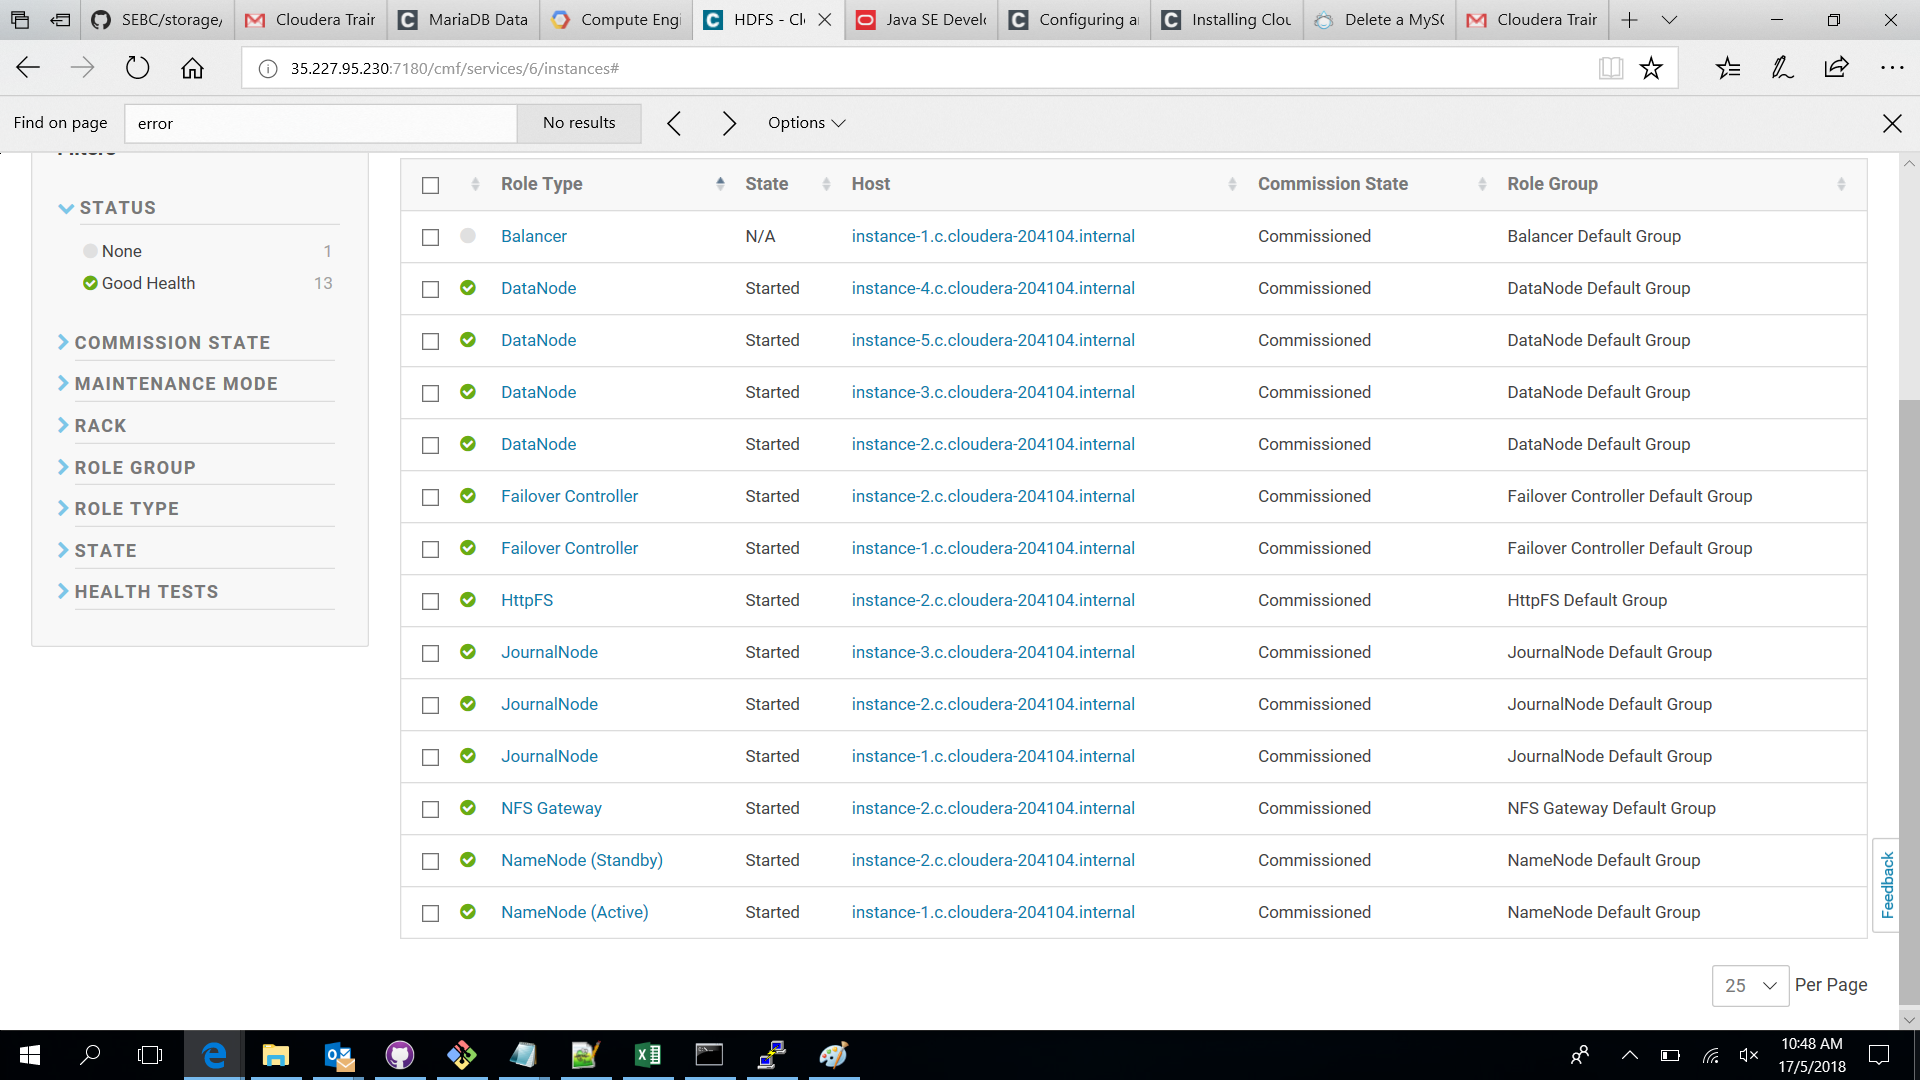 SEBC/storage/
Cloudera Train
MariaDB Data
Compute Engi
HDFS - Cl
Java SE Devel
Configuring a
Installing Clou
Delete a MySQ
Cloudera Train
35.227.95.230:7180/cmf/services/6/instances#
Find on page
error
No results
Options
Filters
STATUS
None 1
Good Health 13
COMMISSION STATE
MAINTENANCE MODE
RACK
ROLE GROUP
ROLE TYPE
STATE
HEALTH TESTS
Role Type State Host Commission State Role Group
Balancer N/A instance-1.c.cloudera-204104.internal Commissioned Balancer Default Group
DataNode Started instance-4.c.cloudera-204104.internal Commissioned DataNode Default Group
DataNode Started instance-5.c.cloudera-204104.internal Commissioned DataNode Default Group
DataNode Started instance-3.c.cloudera-204104.internal Commissioned DataNode Default Group
DataNode Started instance-2.c.cloudera-204104.internal Commissioned DataNode Default Group
Failover Controller Started instance-2.c.cloudera-204104.internal Commissioned Failover Controller Default Group
Failover Controller Started instance-1.c.cloudera-204104.internal Commissioned Failover Controller Default Group
HttpFS Started instance-2.c.cloudera-204104.internal Commissioned HttpFS Default Group
JournalNode Started instance-3.c.cloudera-204104.internal Commissioned JournalNode Default Group
JournalNode Started instance-2.c.cloudera-204104.internal Commissioned JournalNode Default Group
JournalNode Started instance-1.c.cloudera-204104.internal Commissioned JournalNode Default Group
NFS Gateway Started instance-2.c.cloudera-204104.internal Commissioned NFS Gateway Default Group
NameNode (Standby) Started instance-2.c.cloudera-204104.internal Commissioned NameNode Default Group
NameNode (Active) Started instance-1.c.cloudera-204104.internal Commissioned NameNode Default Group
Feedback
25 Per Page
10:48 AM
17/5/2018